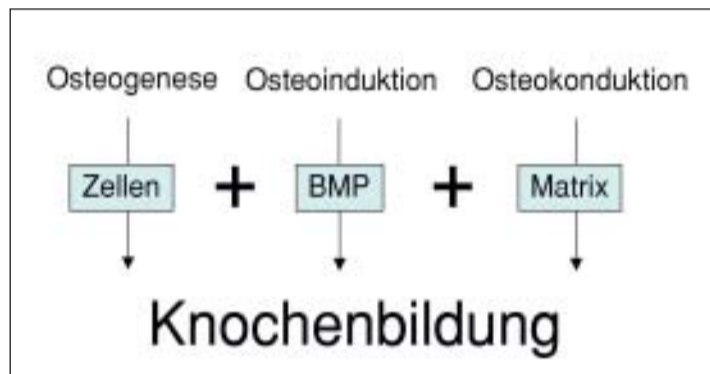 Osteogenese Osteoinduktion Osteokonduktion
Zellen + BMP + Matrix
Knochenbildung